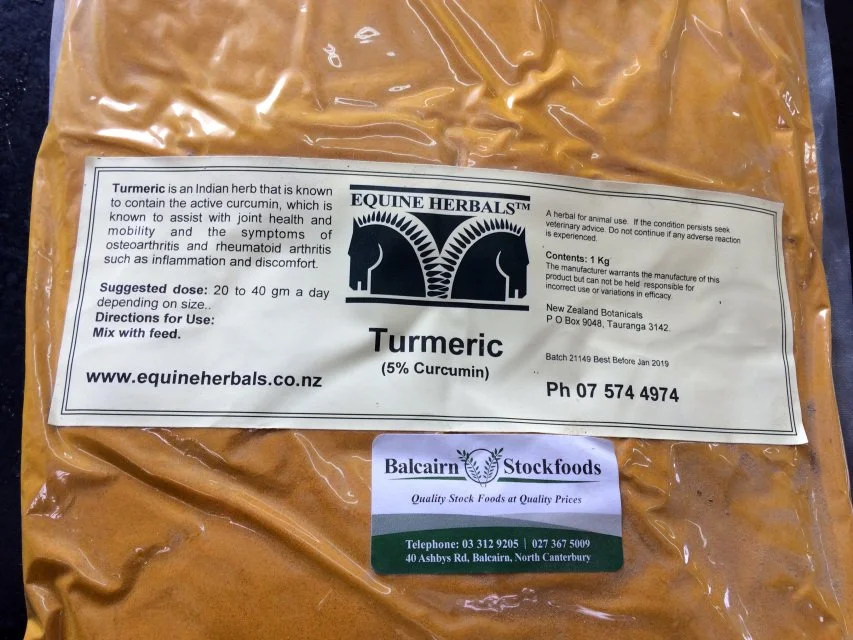 Turmeric is an Indian herb that is known
to contain the active curcumin, which is
known to assist with joint health and
mobility and the symptoms of
osteoarthritis and rheumatoid arthritis
such as inflammation and discomfort.
Suggested dose: 20 to 40 gm a day
depending on size..
Directions for Use:
Mix with feed.
www.equineherbals.co.nz
EQUINE HERBALS™
Turmeric
(5% Curcumin)
A herbal for animal use. If the condition persists seek
veterinary advice. Do not continue if any adverse reaction
is experienced.
Contents: 1 Kg
The manufacturer warrants the manufacture of this
product but can not be held responsible for
incorrect use or variations in efficacy.
New Zealand Botanicals
P O Box 9048, Tauranga 3142.
Batch 21149 Best Before Jan 2019
Ph 07 574 4974
Balcairn Stockfoods
Quality Stock Foods at Quality Prices
Telephone: 03 312 9205 | 027 367 5009
40 Ashbys Rd, Balcairn, North Canterbury